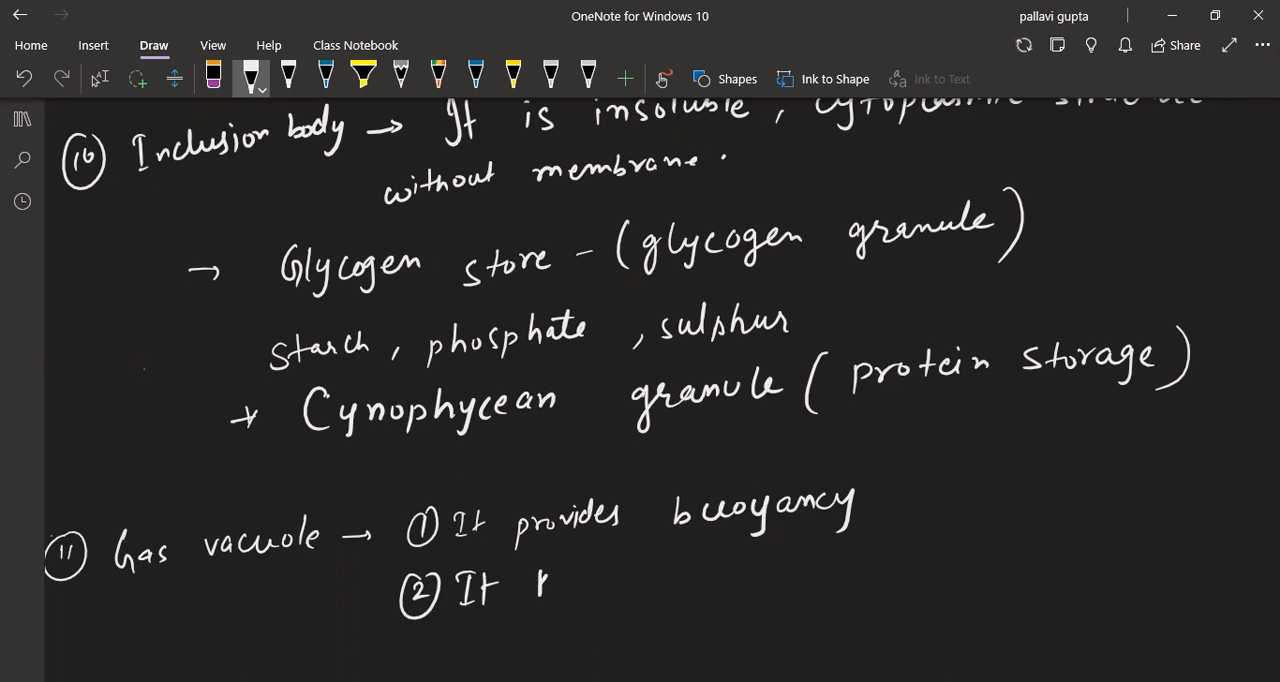 OneNote for Windows 10
pallavi gupta
Home Insert Draw View Help Class Notebook
Share
Shapes Ink to Shape Ink to Text
10 Inclusion body → It is insoluble, cytoplasmic
without membrane.
→ Glycogen store - (glycogen granule)
starch, phosphate, sulphur
→ Cynophycean granule (protein storage)
11 Gas vacuole → 1 It provides buoyancy
2 It